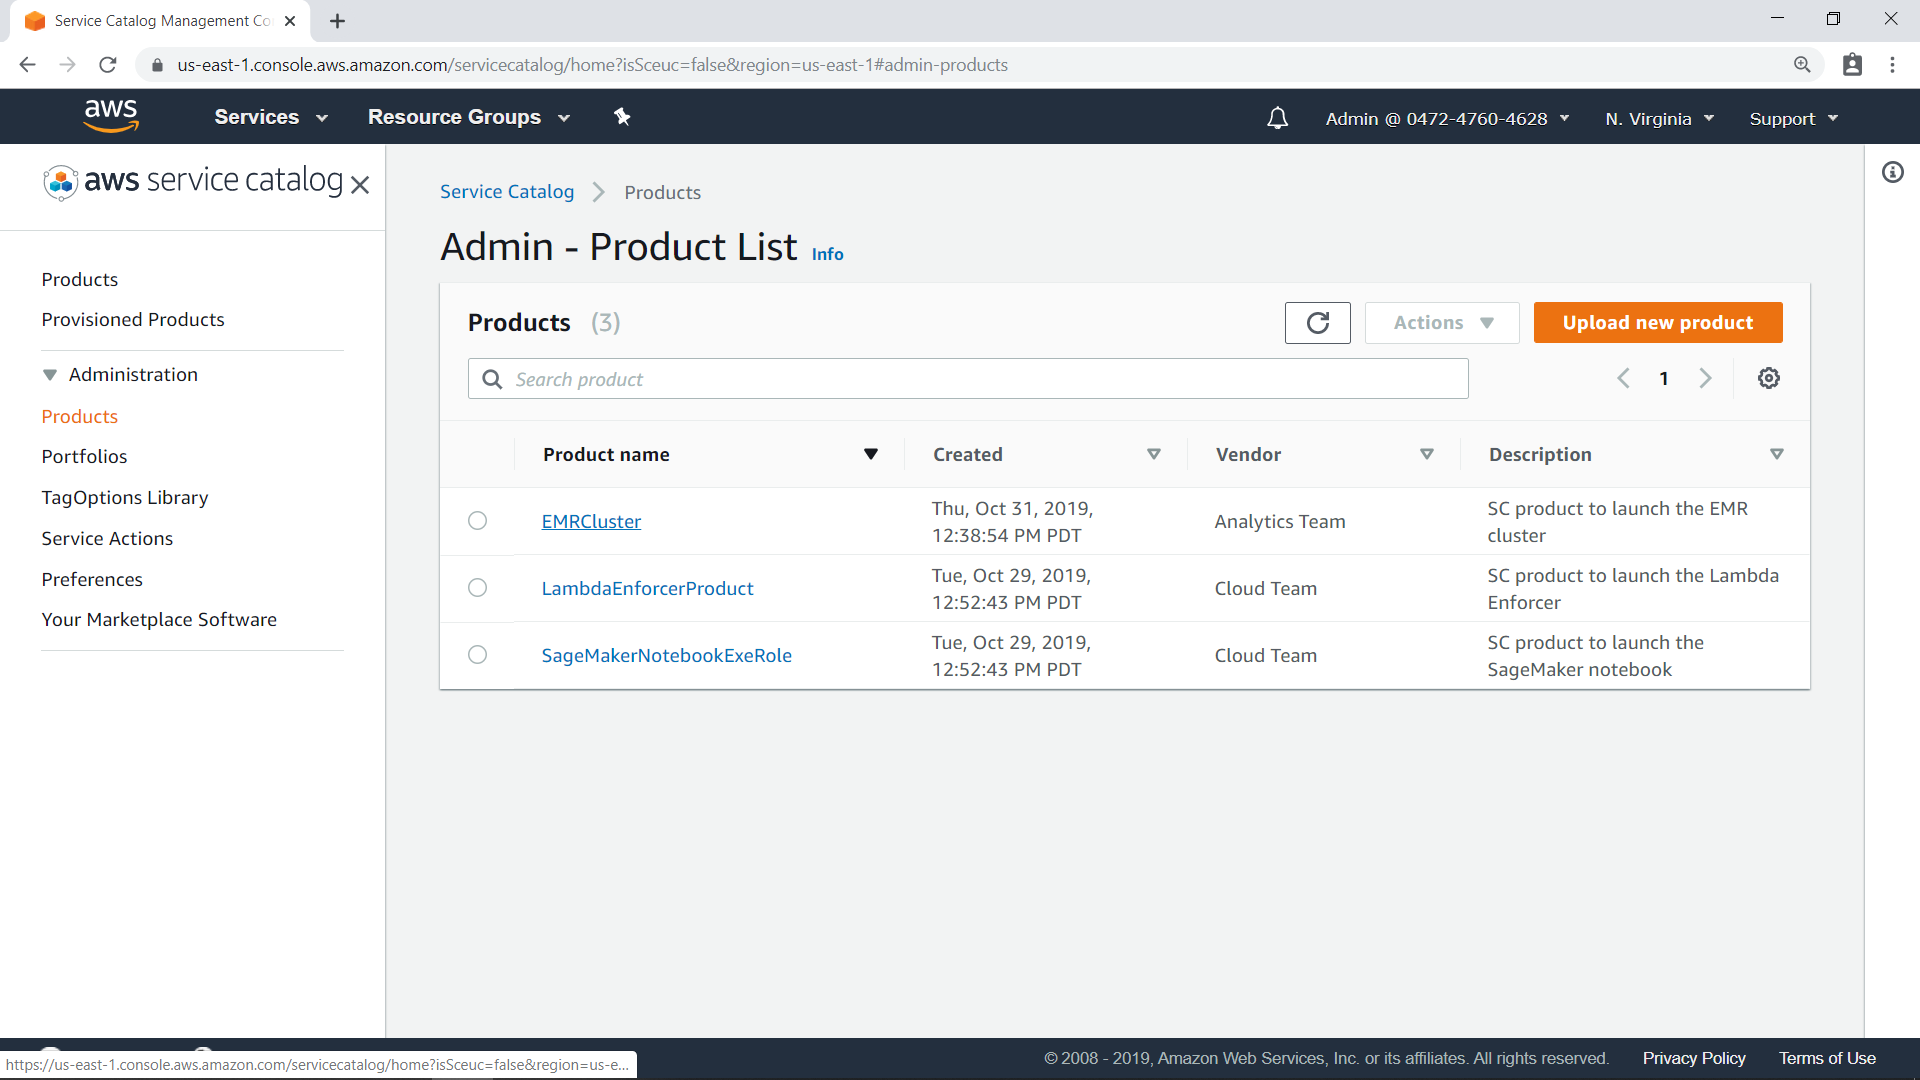 Service Catalog Management Co
us-east-1.console.aws.amazon.com/servicecatalog/home?isSceuc=false&region=us-east-1#admin-products
aws
Services
Resource Groups
Admin @ 0472-4760-4628
N. Virginia
Support
aws service catalog
Products
Provisioned Products
Administration
Products
Portfolios
TagOptions Library
Service Actions
Preferences
Your Marketplace Software
Service Catalog
Products
Admin - Product List
Info
Products (3)
Actions
Upload new product
Search product
1
Product name
Created
Vendor
Description
EMRCluster
Thu, Oct 31, 2019,
12:38:54 PM PDT
Analytics Team
SC product to launch the EMR
cluster
LambdaEnforcerProduct
Tue, Oct 29, 2019,
12:52:43 PM PDT
Cloud Team
SC product to launch the Lambda
Enforcer
SageMakerNotebookExeRole
Tue, Oct 29, 2019,
12:52:43 PM PDT
Cloud Team
SC product to launch the
SageMaker notebook
https://us-east-1.console.aws.amazon.com/servicecatalog/home?isSceuc=false&region=us-e...
© 2008 - 2019, Amazon Web Services, Inc. or its affiliates. All rights reserved.
Privacy Policy
Terms of Use